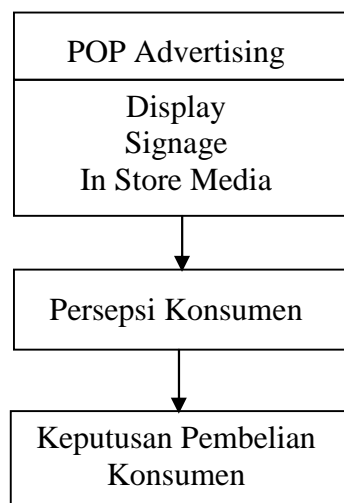 POP Advertising
Display
Signage
In Store Media
Persepsi Konsumen
Keputusan Pembelian
Konsumen